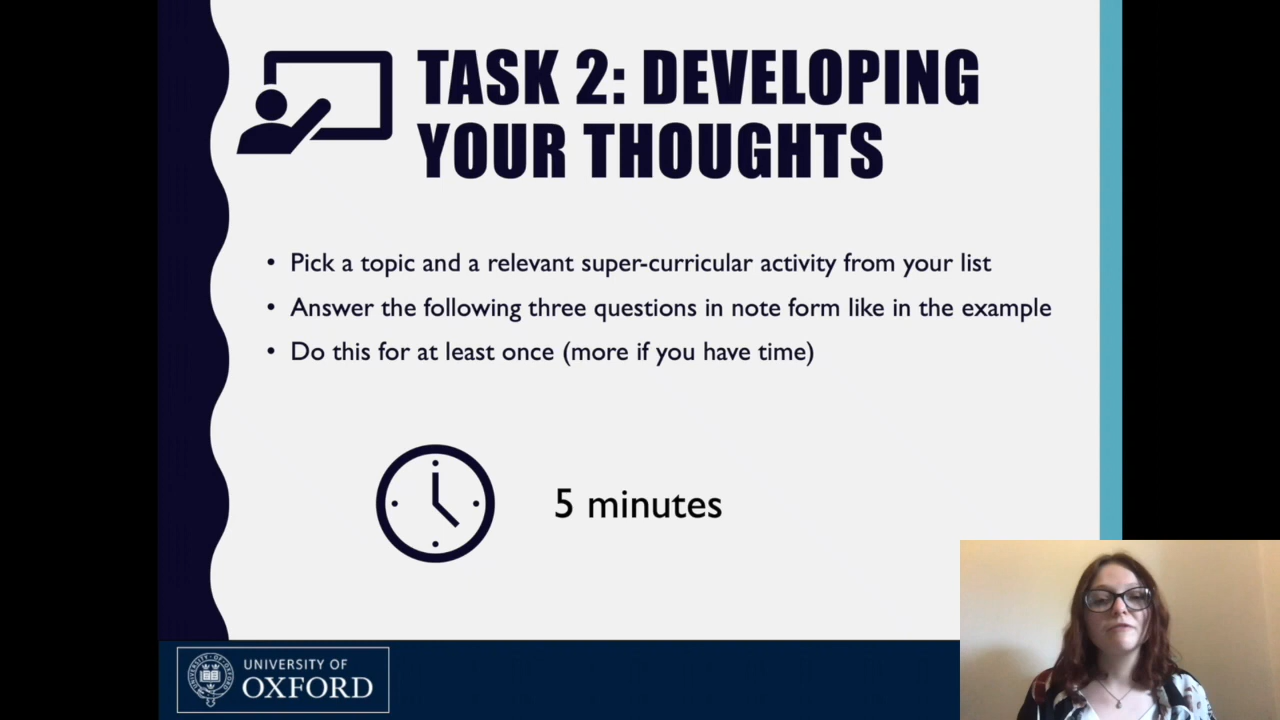 TASK 2: DEVELOPING
YOUR THOUGHTS
• Pick a topic and a relevant super-curricular activity from your list
• Answer the following three questions in note form like in the example
• Do this for at least once (more if you have time)
5 minutes
UNIVERSITY OF
OXFORD